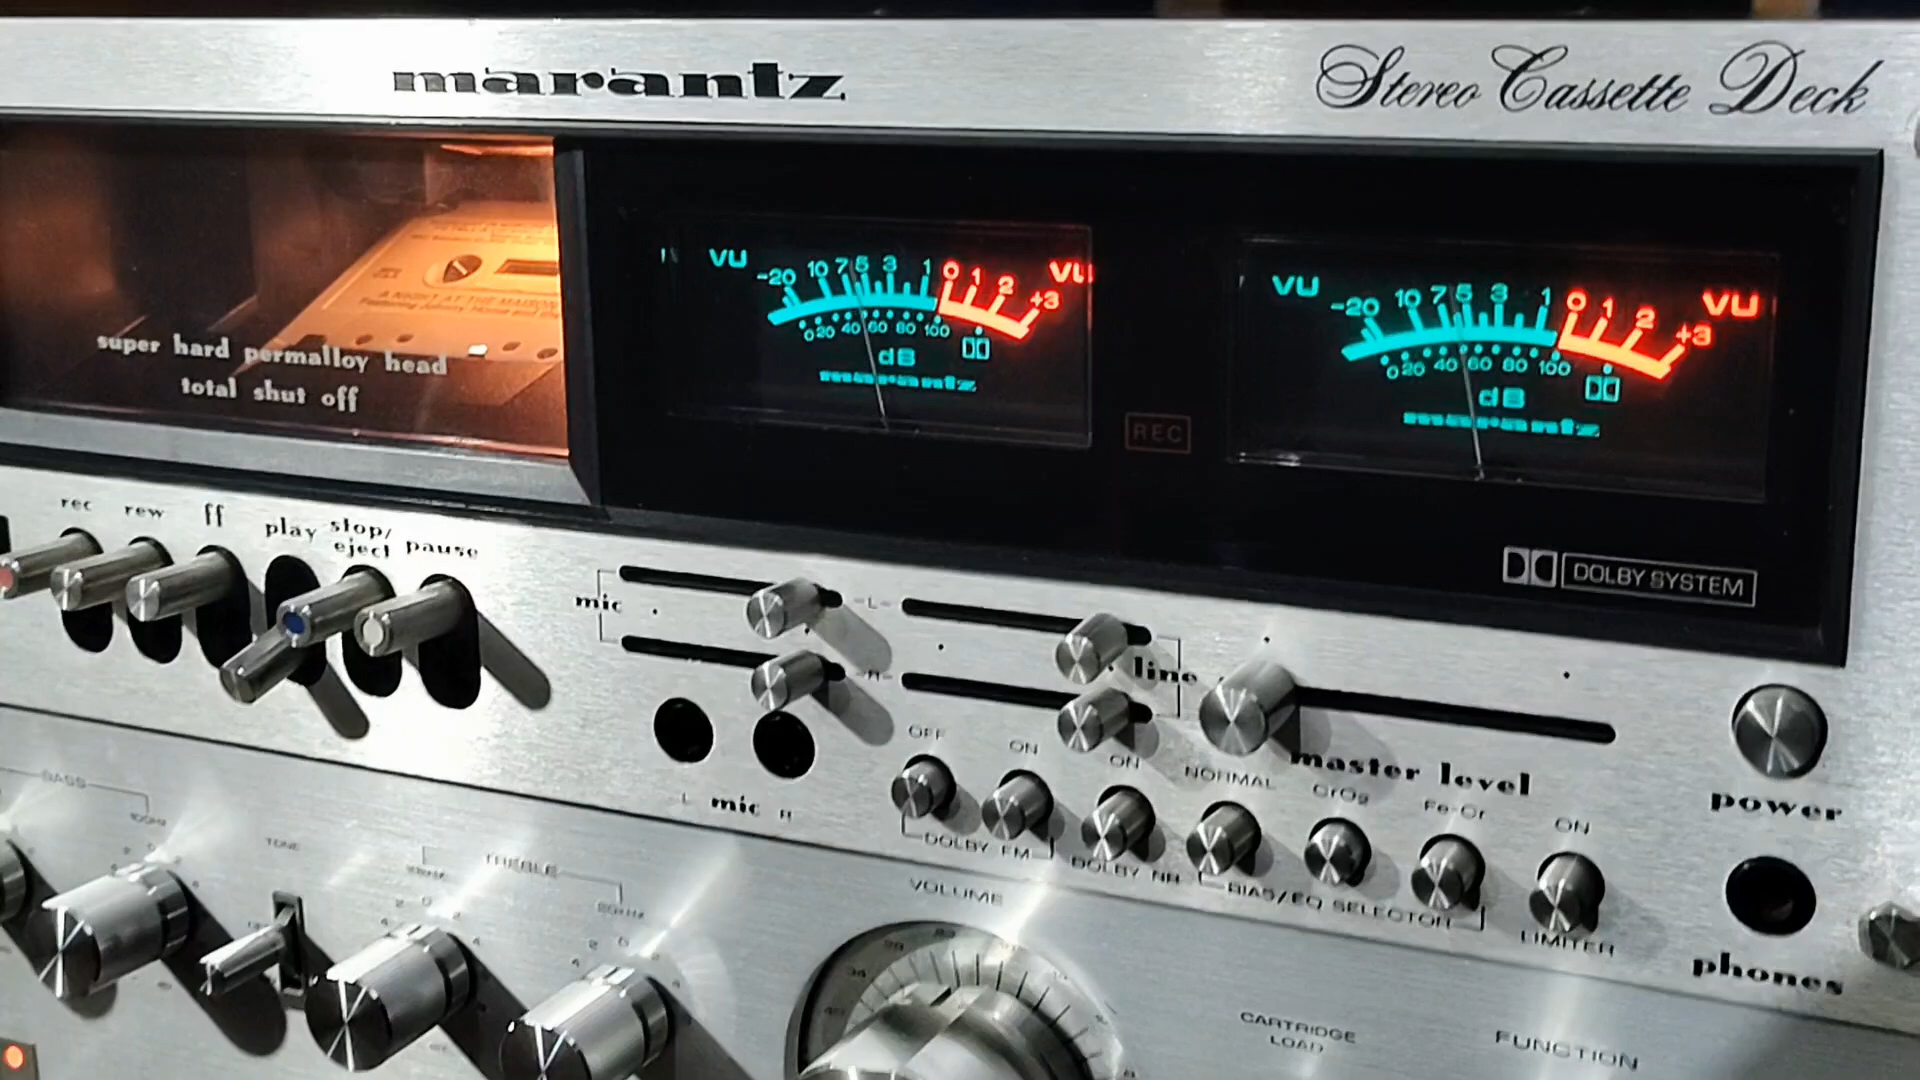 marantz
Stereo Cassette Deck
VU
-20 10 7 5 3 1 0 1 2 +3
VU
0 20 40 60 80 100
dB
marantz
VU
-20 10 7 5 3 1 0 1 2 +3
VU
0 20 40 60 80 100
dB
marantz
A NIGHT AT THE
super hard permalloy head
total shut off
REC
DOLBY SYSTEM
rec
rew
ff
play
stop/
eject
pause
mic
L
R
line
master level
power
L mic R
OFF
ON
ON
NORMAL
CrO2
Fe-Cr
ON
DOLBY FM
DOLBY NR
BIAS/EQ SELECTOR
LIMITER
phones
BASS
TONE
TREBLE
VOLUME
CARTRIDGE
LOAD
FUNCTION